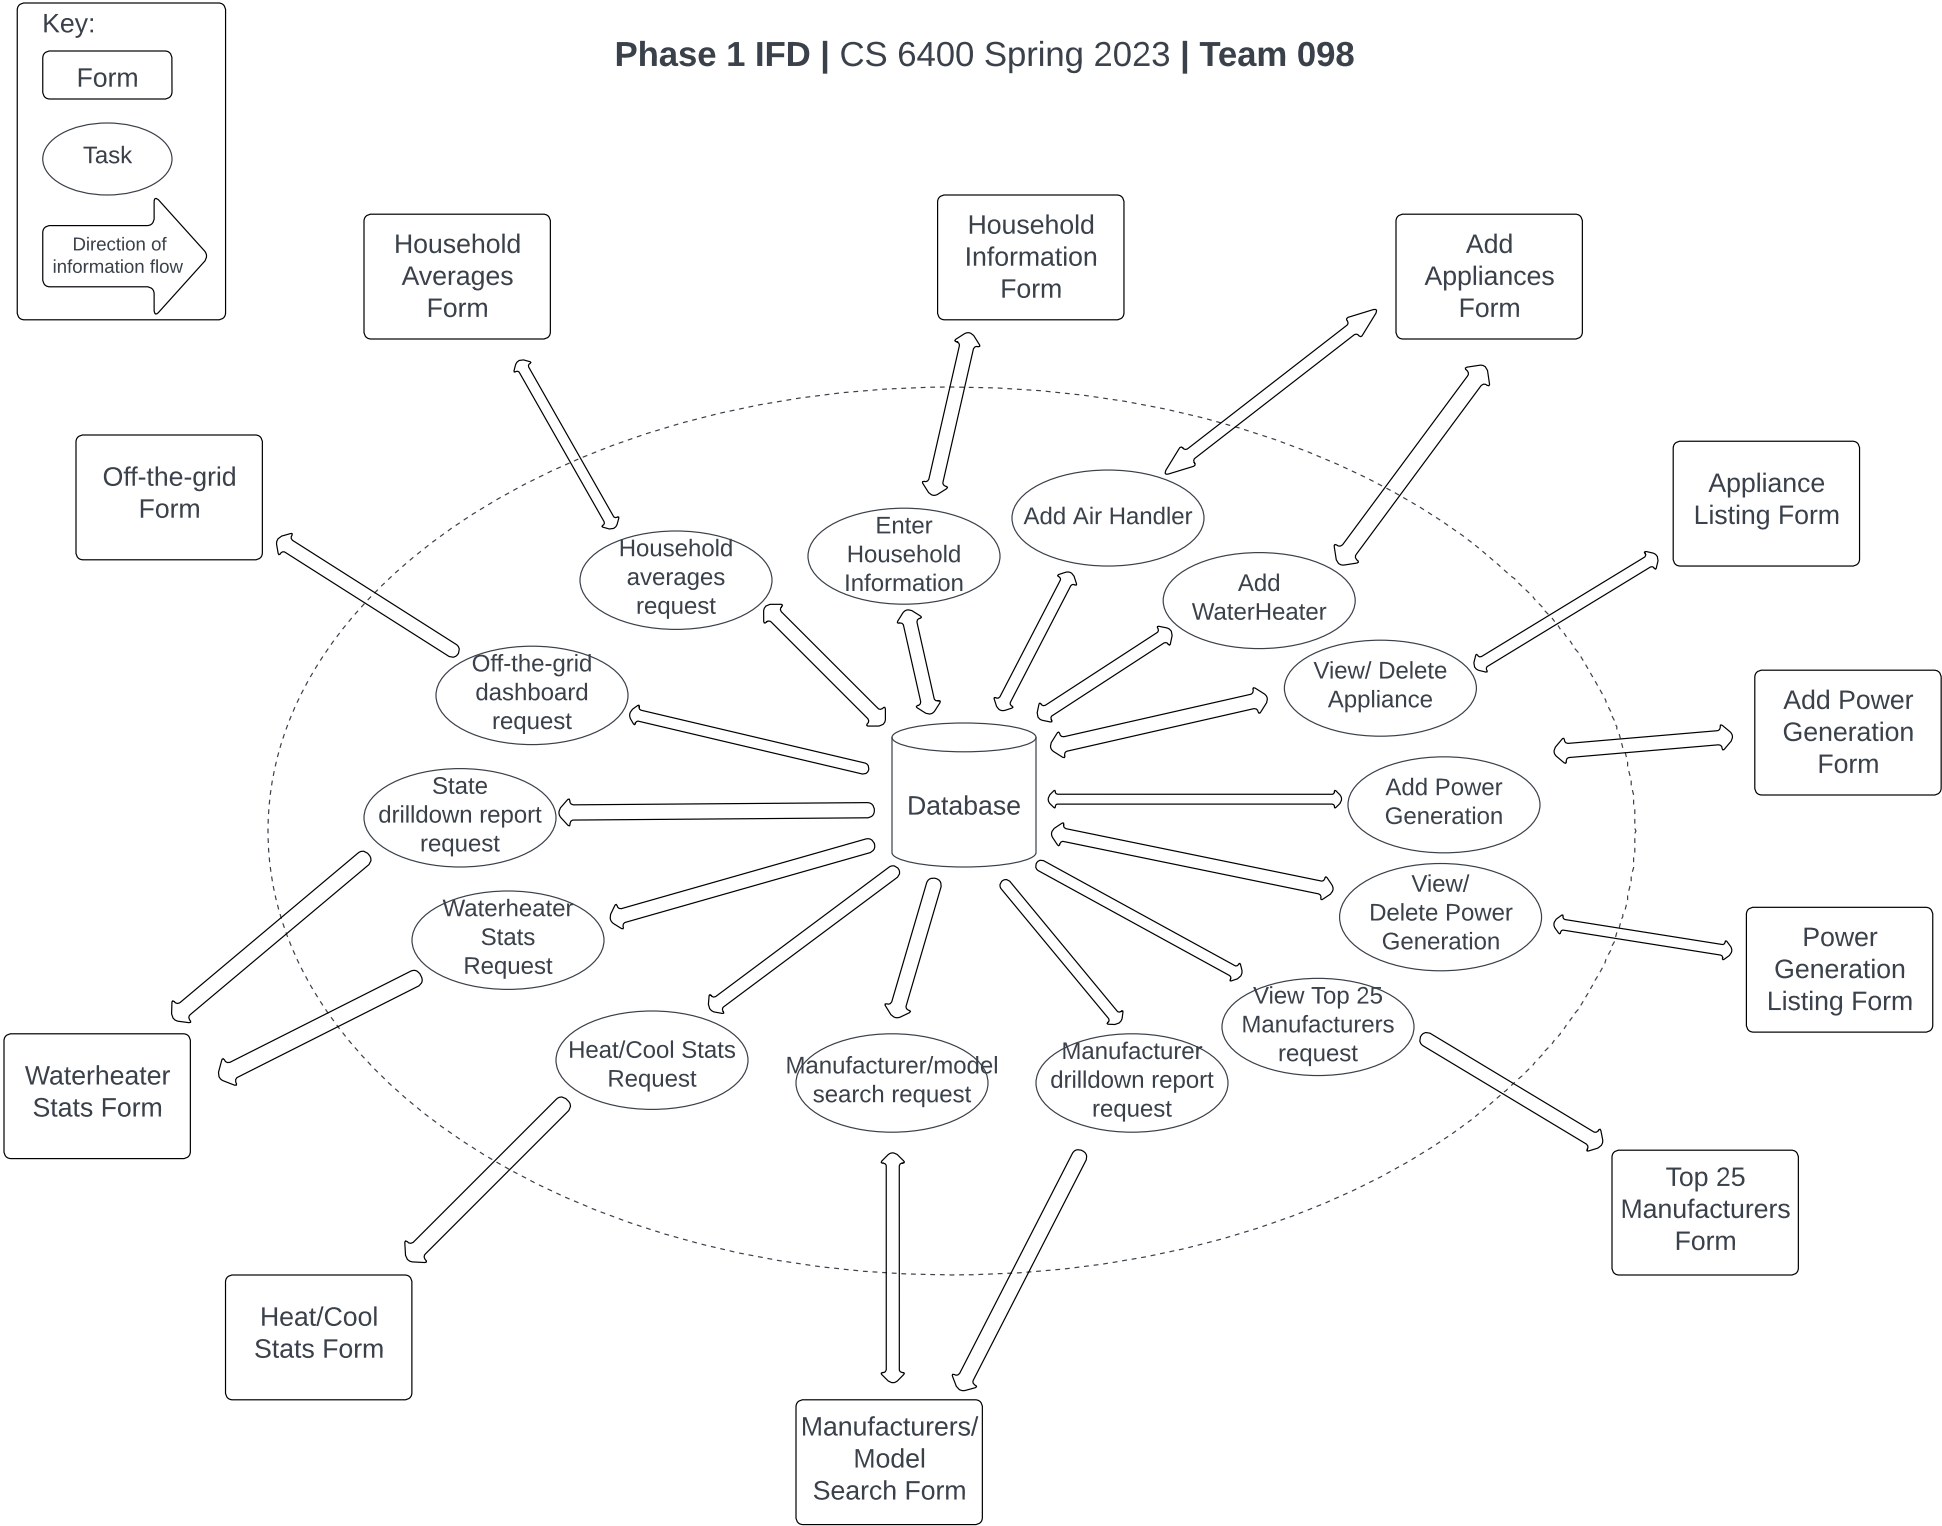 Key:
Form
Task
Direction of
information flow
Phase 1 IFD | CS 6400 Spring 2023 | Team 098
Household
Averages
Form
Household
Information
Form
Add
Appliances
Form
Off-the-grid
Form
Appliance
Listing Form
Household
averages
request
Enter
Household
Information
Add Air Handler
Add
WaterHeater
Off-the-grid
dashboard
request
View/ Delete
Appliance
Add Power
Generation
Form
State
drilldown report
request
Database
Add Power
Generation
Waterheater
Stats
Request
View/
Delete Power
Generation
Power
Generation
Listing Form
Waterheater
Stats Form
Heat/Cool Stats
Request
Manufacturer/model
search request
Manufacturer
drilldown report
request
View Top 25
Manufacturers
request
Top 25
Manufacturers
Form
Heat/Cool
Stats Form
Manufacturers/
Model
Search Form